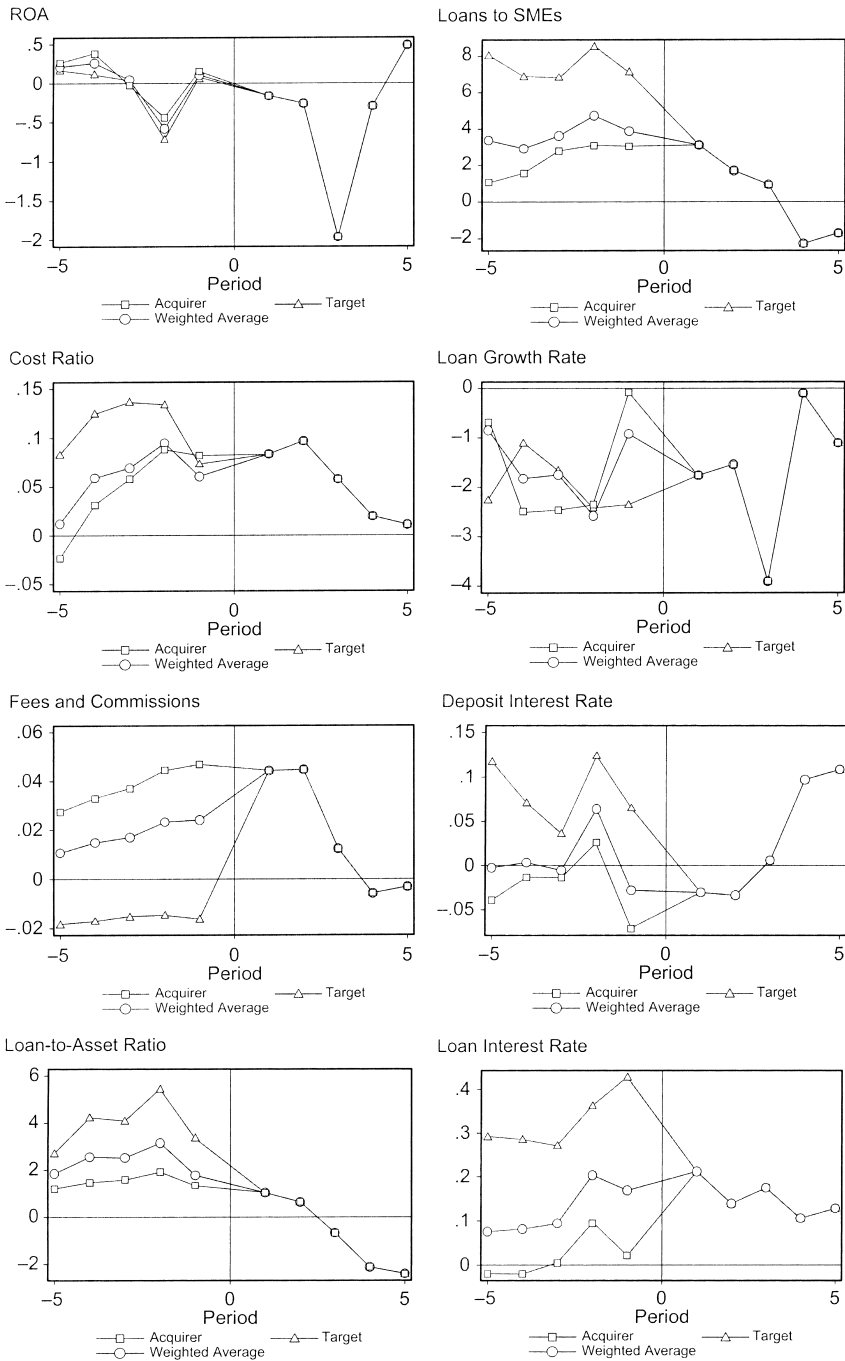 ROA
.5
0
−.5
−1
−1.5
−2
−5 0 5
Period
Acquirer Target
Weighted Average
Loans to SMEs
8
6
4
2
0
−2
−5 0 5
Period
Acquirer Target
Weighted Average
Cost Ratio
.15
.1
.05
0
−.05
−5 0 5
Period
Acquirer Target
Weighted Average
Loan Growth Rate
0
−1
−2
−3
−4
−5 0 5
Period
Acquirer Target
Weighted Average
Fees and Commissions
.06
.04
.02
0
−.02
−5 0 5
Period
Acquirer Target
Weighted Average
Deposit Interest Rate
.15
.1
.05
0
−.05
−5 0 5
Period
Acquirer Target
Weighted Average
Loan-to-Asset Ratio
6
4
2
0
−2
−5 0 5
Period
Acquirer Target
Weighted Average
Loan Interest Rate
.4
.3
.2
.1
0
−5 0 5
Period
Acquirer Target
Weighted Average